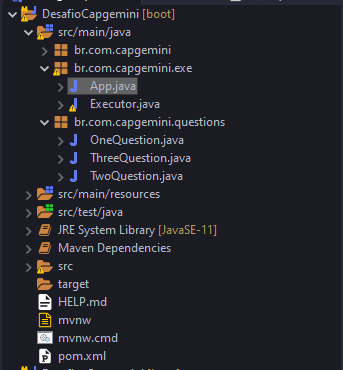 DesafioCapgemini [boot]
src/main/java
br.com.capgemini
br.com.capgemini.exe
App.java
Executor.java
br.com.capgemini.questions
OneQuestion.java
ThreeQuestion.java
TwoQuestion.java
src/main/resources
src/test/java
JRE System Library [JavaSE-11]
Maven Dependencies
src
target
HELP.md
mvnw
mvnw.cmd
pom.xml